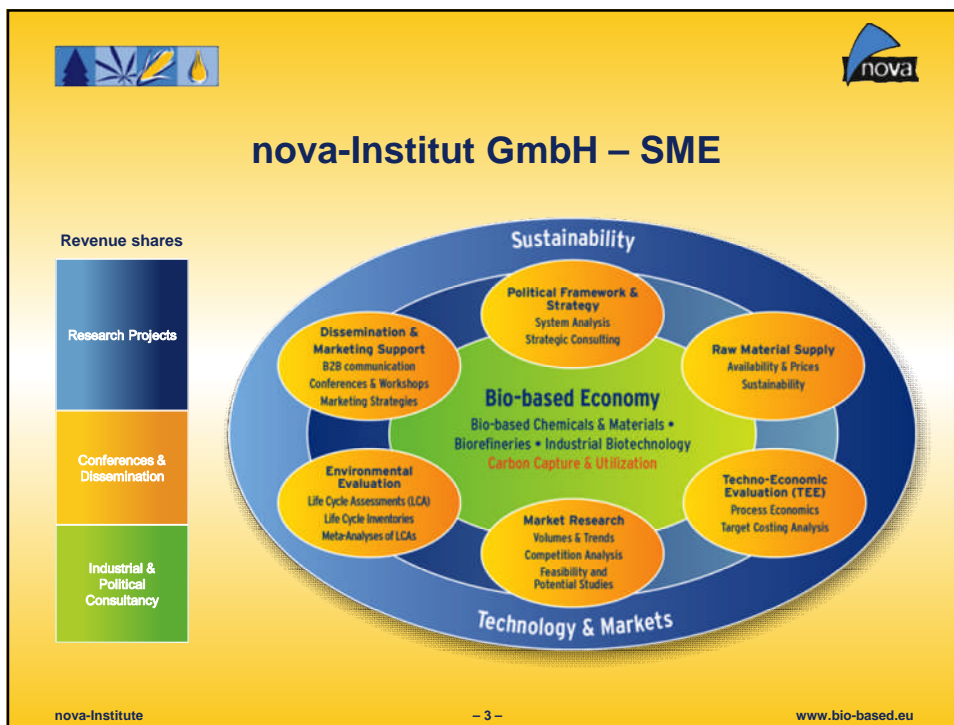 nova
nova-Institut GmbH – SME
Revenue shares
Research Projects
Conferences &
Dissemination
Industrial &
Political
Consultancy
Sustainability
Political Framework &
Strategy
System Analysis
Strategic Consulting
Dissemination &
Marketing Support
B2B communication
Conferences & Workshops
Marketing Strategies
Raw Material Supply
Availability & Prices
Sustainability
Bio-based Economy
Bio-based Chemicals & Materials •
Biorefineries • Industrial Biotechnology
Carbon Capture & Utilization
Environmental
Evaluation
Life Cycle Assessments (LCA)
Life Cycle Inventories
Meta-Analyses of LCAs
Techno-Economic
Evaluation (TEE)
Process Economics
Target Costing Analysis
Market Research
Volumes & Trends
Competition Analysis
Feasibility and
Potential Studies
Technology & Markets
nova-Institute
– 3 –
www.bio-based.eu